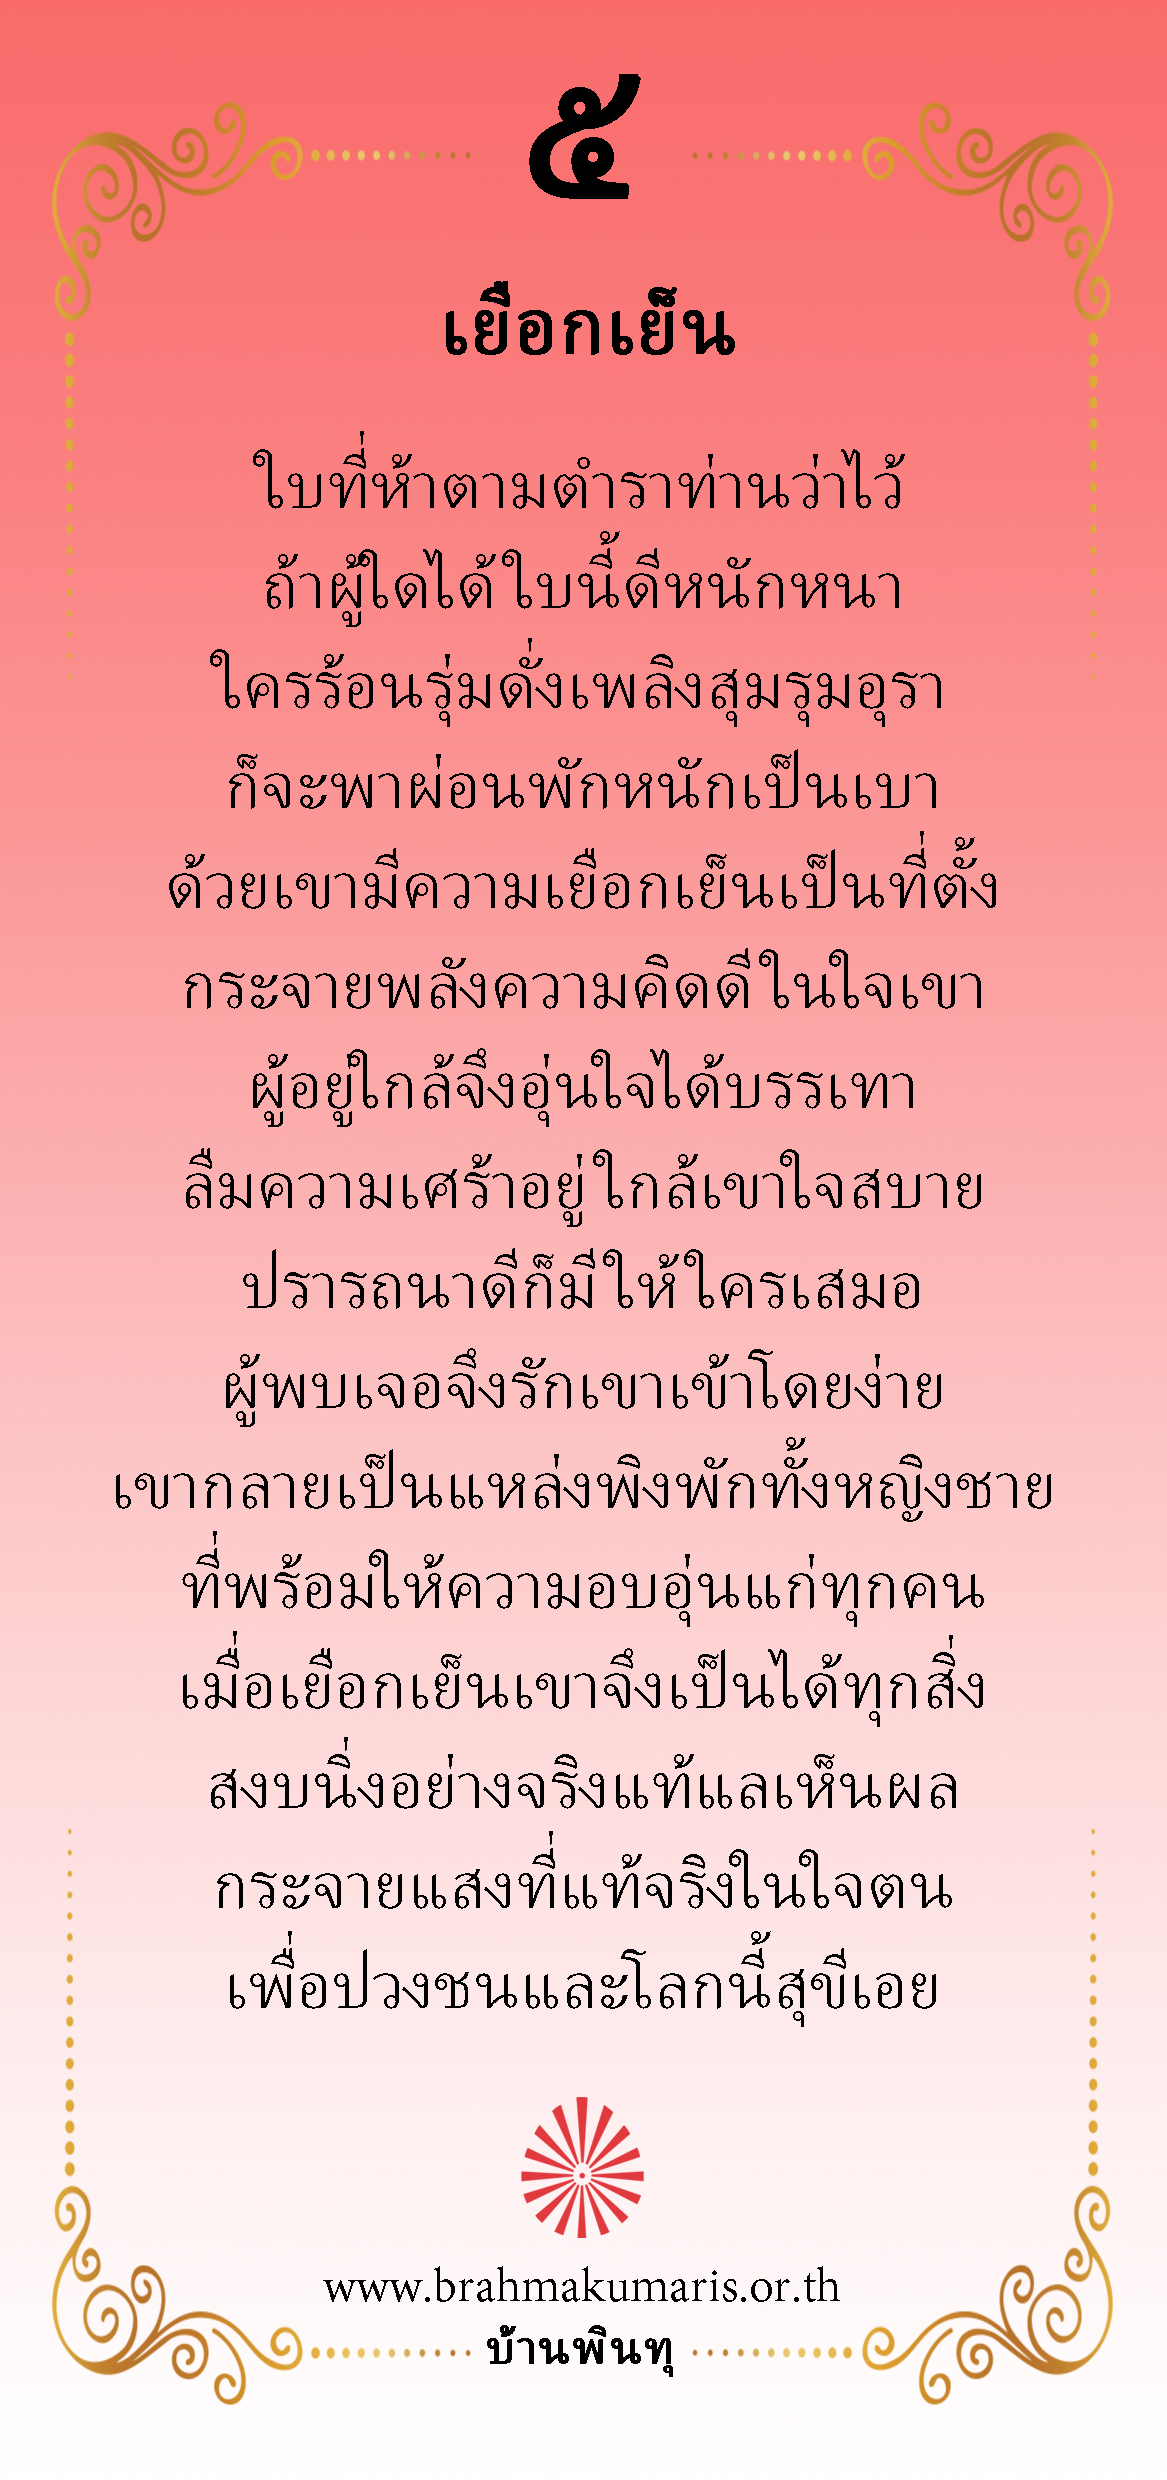 ๕
เยือกเย็น
ใบที่ห้าตามตำราท่านว่าไว้
ถ้าผู้ใดได้ใบนี้ดีหนักหนา
ใครร้อนรุ่มดั่งเพลิงสุมรุมอุรา
ก็จะพาผ่อนพักหนักเป็นเบา
ด้วยเขามีความเยือกเย็นเป็นที่ตั้ง
กระจายพลังความคิดดีในใจเขา
ผู้อยู่ใกล้จึงอุ่นใจได้บรรเทา
ลืมความเศร้าอยู่ใกล้เขาใจสบาย
ปรารถนาดีก็มีให้ใครเสมอ
ผู้พบเจอจึงรักเขาเข้าโดยง่าย
เขากลายเป็นแหล่งพิงพักทั้งหญิงชาย
ที่พร้อมให้ความอบอุ่นแก่ทุกคน
เมื่อเยือกเย็นเขาจึงเป็นได้ทุกสิ่ง
สงบนิ่งอย่างจริงแท้แลเห็นผล
กระจายแสงที่แท้จริงในใจตน
เพื่อปวงชนและโลกนี้สุขีเอย
www.brahmakumaris.or.th
บ้านพินทุ